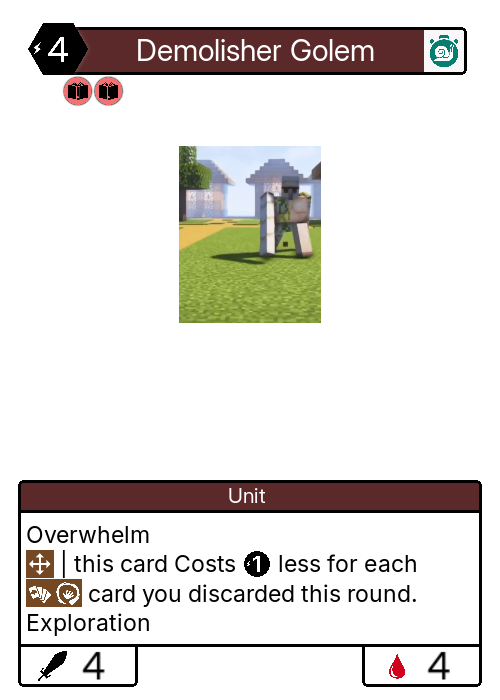 4 Demolisher Golem
Unit
Overwhelm
| this card Costs 1 less for each
card you discarded this round.
Exploration
4 4